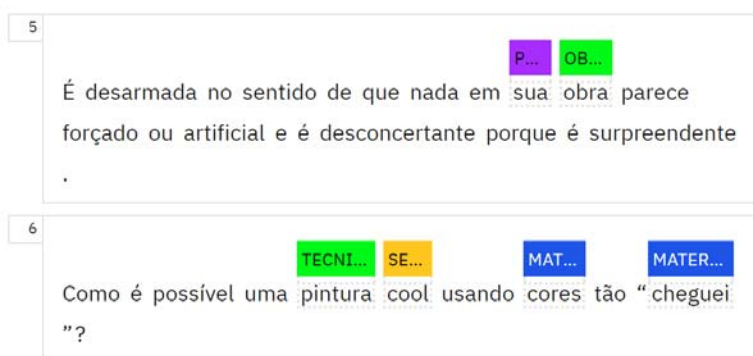 5
P... OB...
É desarmada no sentido de que nada em sua obra parece
forçado ou artificial e é desconcertante porque é surpreendente
.
6
TECNI... SE... MAT... MATER...
Como é possível uma pintura cool usando cores tão “cheguei
”?